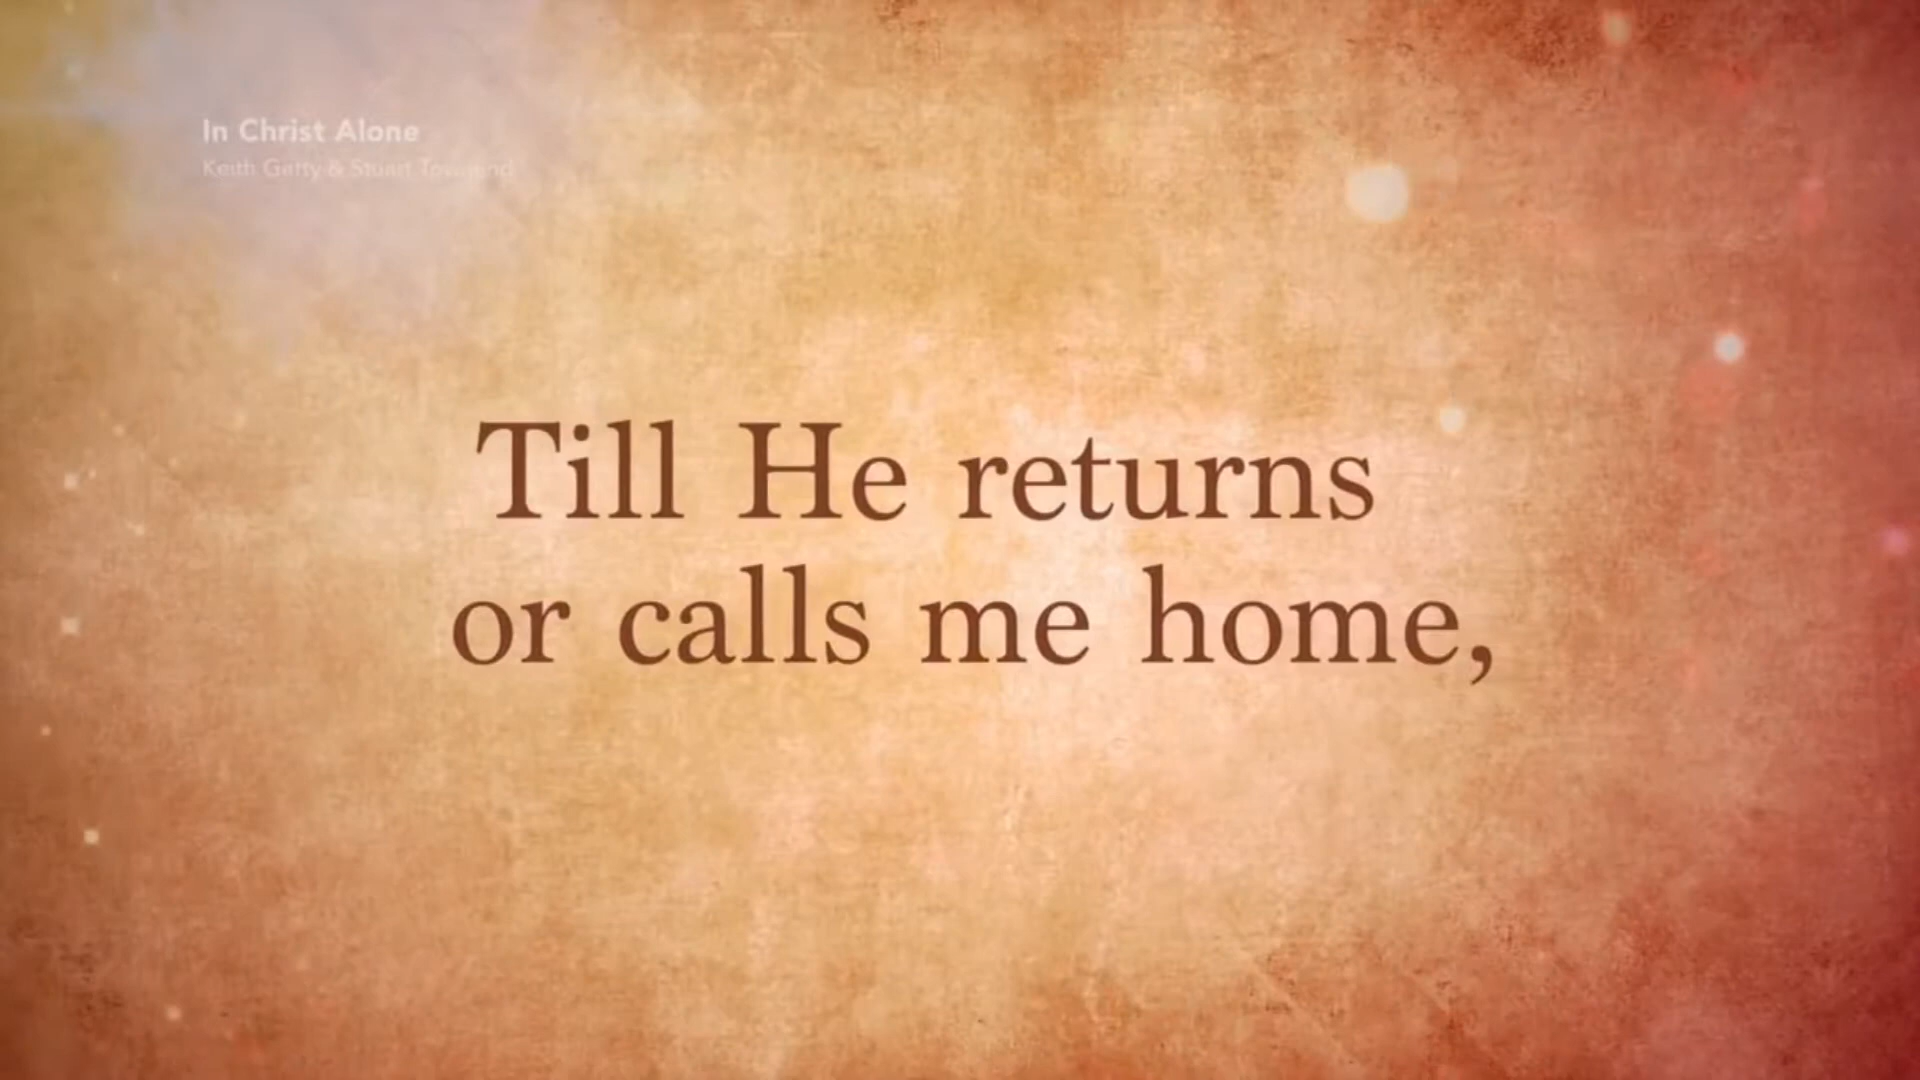 In Christ Alone
Keith Getty & Stuart Townend
Till He returns
or calls me home,